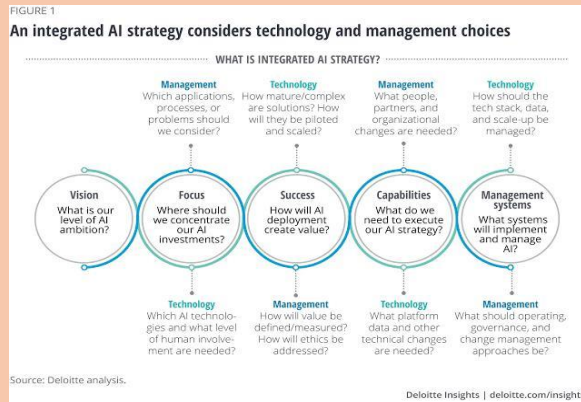 FIGURE 1
An integrated AI strategy considers technology and management choices
WHAT IS INTEGRATED AI STRATEGY?
Management
Which applications,
processes, or
problems should
we consider?
Technology
How mature/complex
are solutions? How
will they be piloted
and scaled?
Management
What people,
partners, and
organizational
changes are needed?
Technology
How should the
tech stack, data,
and scale-up be
managed?
Vision
What is our
level of AI
ambition?
Focus
Where should
we concentrate
our AI
investments?
Success
How will AI
deployment
create value?
Capabilities
What do we
need to execute
our AI strategy?
Management
systems
What systems
will implement
and manage
AI?
Technology
Which AI technolo-
gies and what level
of human involve-
ment are needed?
Management
How will value be
defined/measured?
How will ethics be
addressed?
Technology
What platform
data and other
technical changes
are needed?
Management
What should operating,
governance, and
change management
approaches be?
Source: Deloitte analysis.
Deloitte Insights | deloitte.com/insight